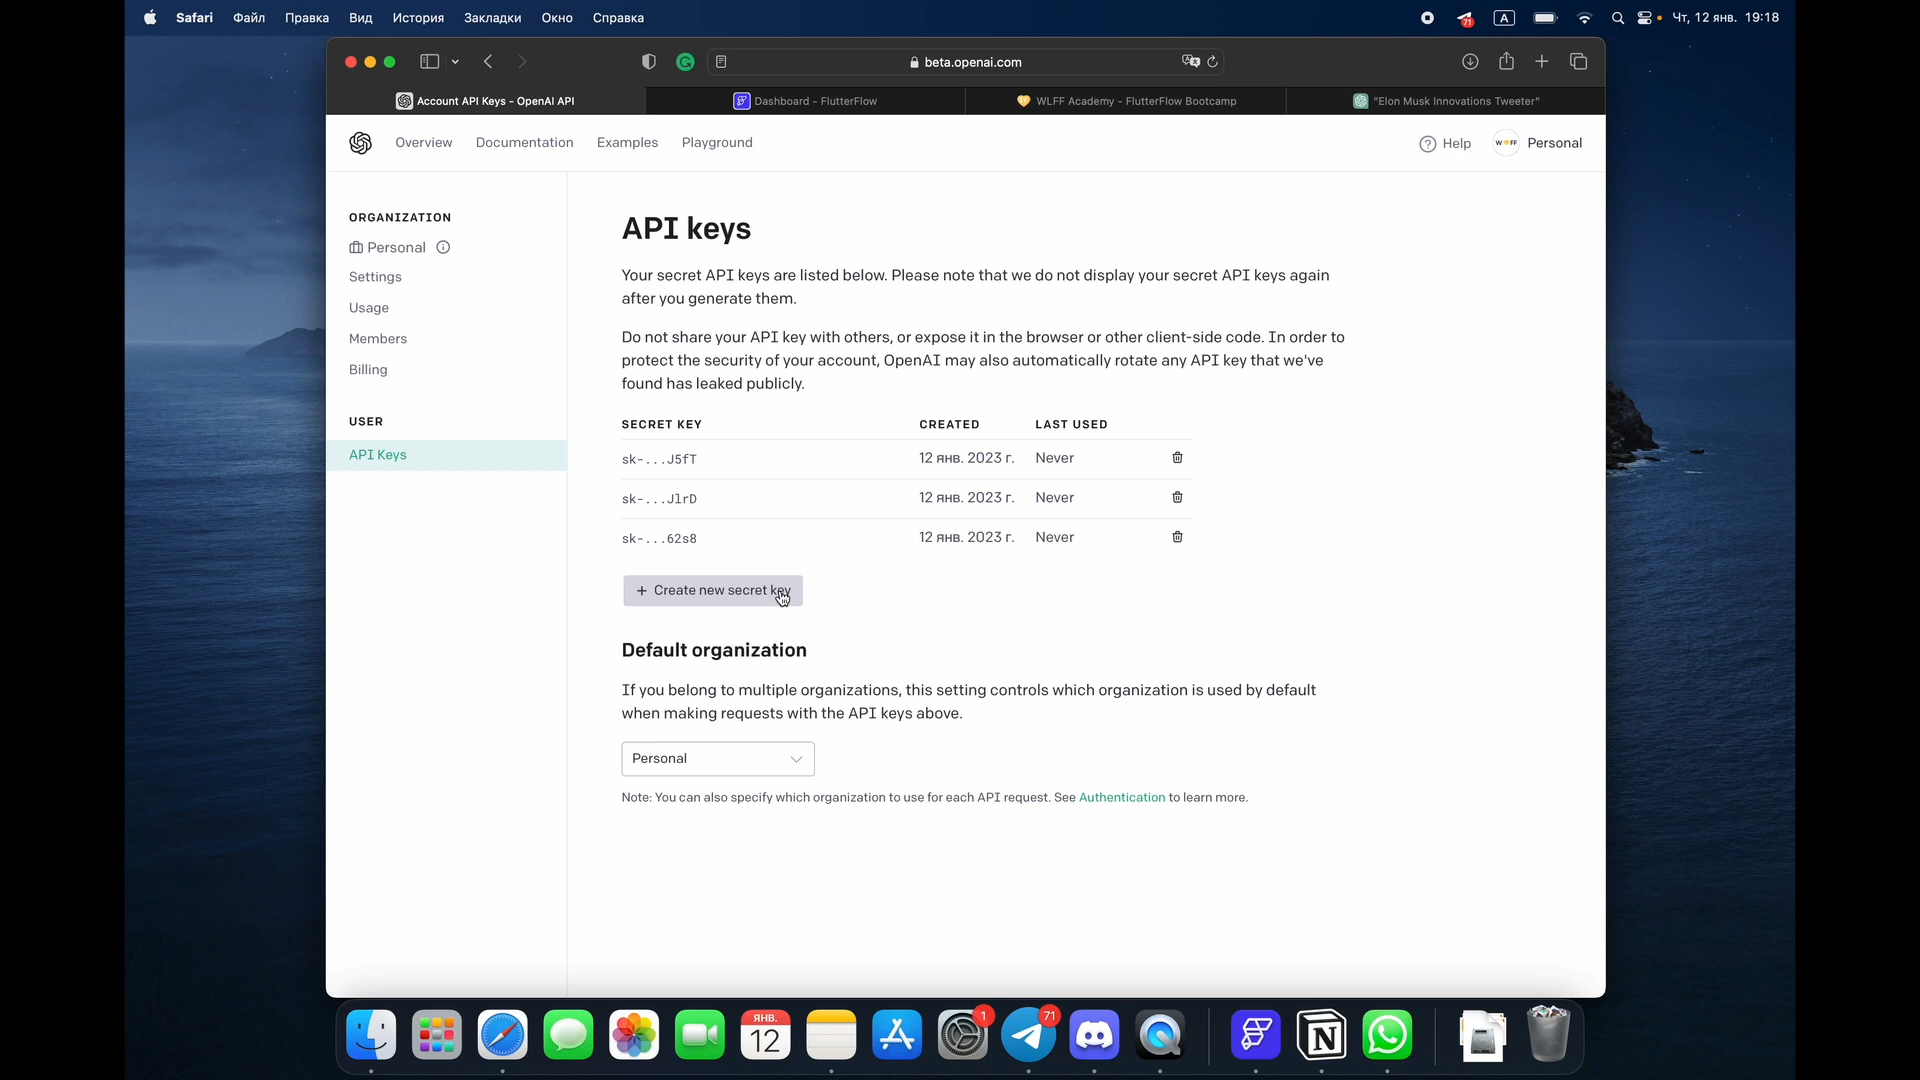 Safari Файл Правка Вид История Закладки Окно Справка
71 A Чт, 12 янв. 19:18
beta.openai.com
Account API Keys - OpenAI API
Dashboard - FlutterFlow
WLFF Academy - FlutterFlow Bootcamp
"Elon Musk Innovations Tweeter"
Overview Documentation Examples Playground
Help
W FF
Personal
ORGANIZATION
Personal
Settings
Usage
Members
Billing
USER
API Keys
API keys
Your secret API keys are listed below. Please note that we do not display your secret API keys again
after you generate them.
Do not share your API key with others, or expose it in the browser or other client-side code. In order to
protect the security of your account, OpenAI may also automatically rotate any API key that we've
found has leaked publicly.
SECRET KEY CREATED LAST USED
sk-...J5fT 12 янв. 2023 г. Never
sk-...JlrD 12 янв. 2023 г. Never
sk-...62s8 12 янв. 2023 г. Never
+ Create new secret key
Default organization
If you belong to multiple organizations, this setting controls which organization is used by default
when making requests with the API keys above.
Personal
Note: You can also specify which organization to use for each API request. See Authentication to learn more.
ЯНВ.
12
1
71